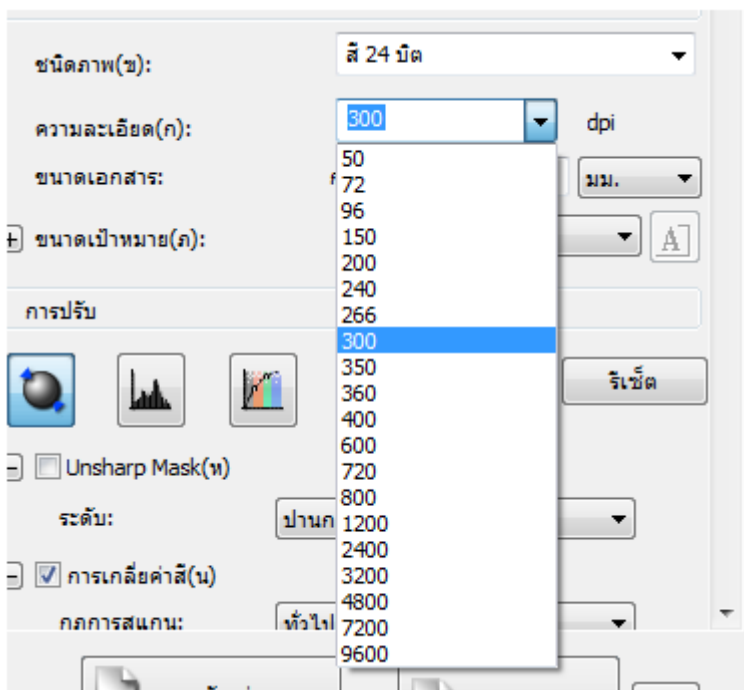 ชนิดภาพ(ข): สี 24 บิต
ความละเอียด(ก): 300 dpi
50
ขนาดเอกสาร: 72 มม.
96
ขนาดเป้าหมาย(ภ): 150 A
200
240
การปรับ 266
300
350 รีเซ็ต
360
400
600
Unsharp Mask(ท) 720
800
ระดับ: 1200
2400
การเกลี่ยค่าสี(น) 3200
4800
7200
9600